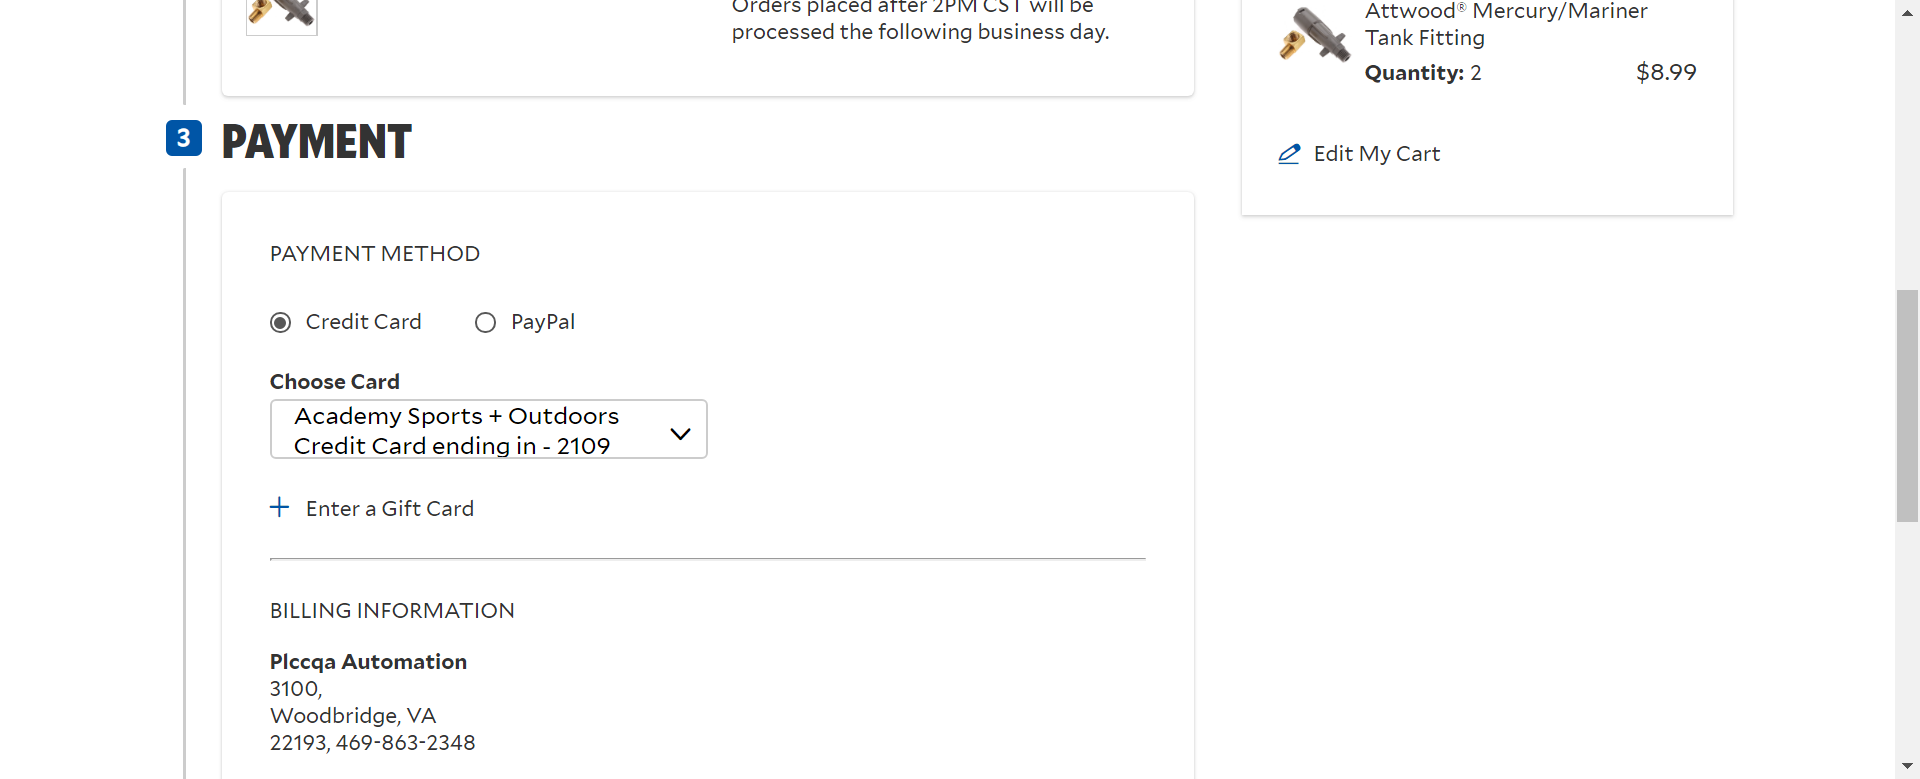 Orders placed after 2PM CST will be
processed the following business day.
Attwood® Mercury/Mariner
Tank Fitting
Quantity: 2
$8.99
Edit My Cart
3 PAYMENT
PAYMENT METHOD
Credit Card
PayPal
Choose Card
Academy Sports + Outdoors
Credit Card ending in - 2109
Enter a Gift Card
BILLING INFORMATION
Plccqa Automation
3100,
Woodbridge, VA
22193, 469-863-2348